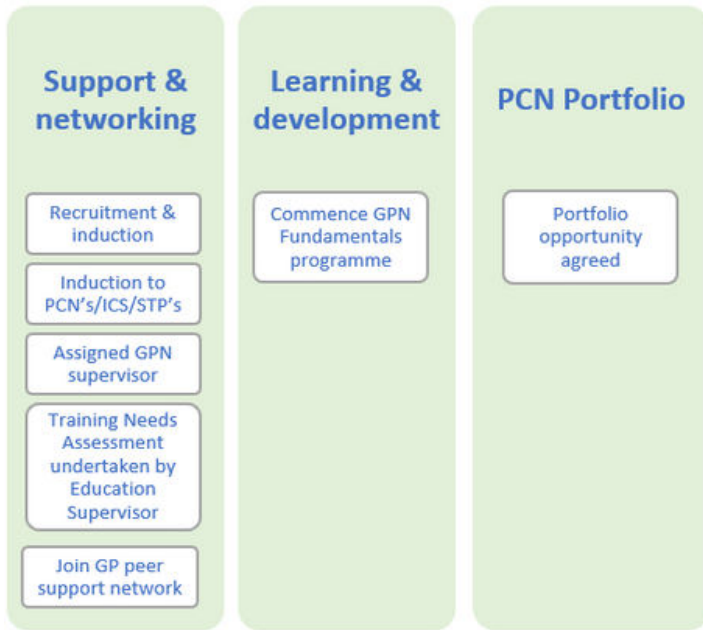 Support &
networking
Recruitment &
induction
Induction to
PCN's/ICS/STP's
Assigned GPN
supervisor
Training Needs
Assessment
undertaken by
Education
Supervisor
Join GP peer
support network
Learning &
development
Commence GPN
Fundamentals
programme
PCN Portfolio
Portfolio
opportunity
agreed